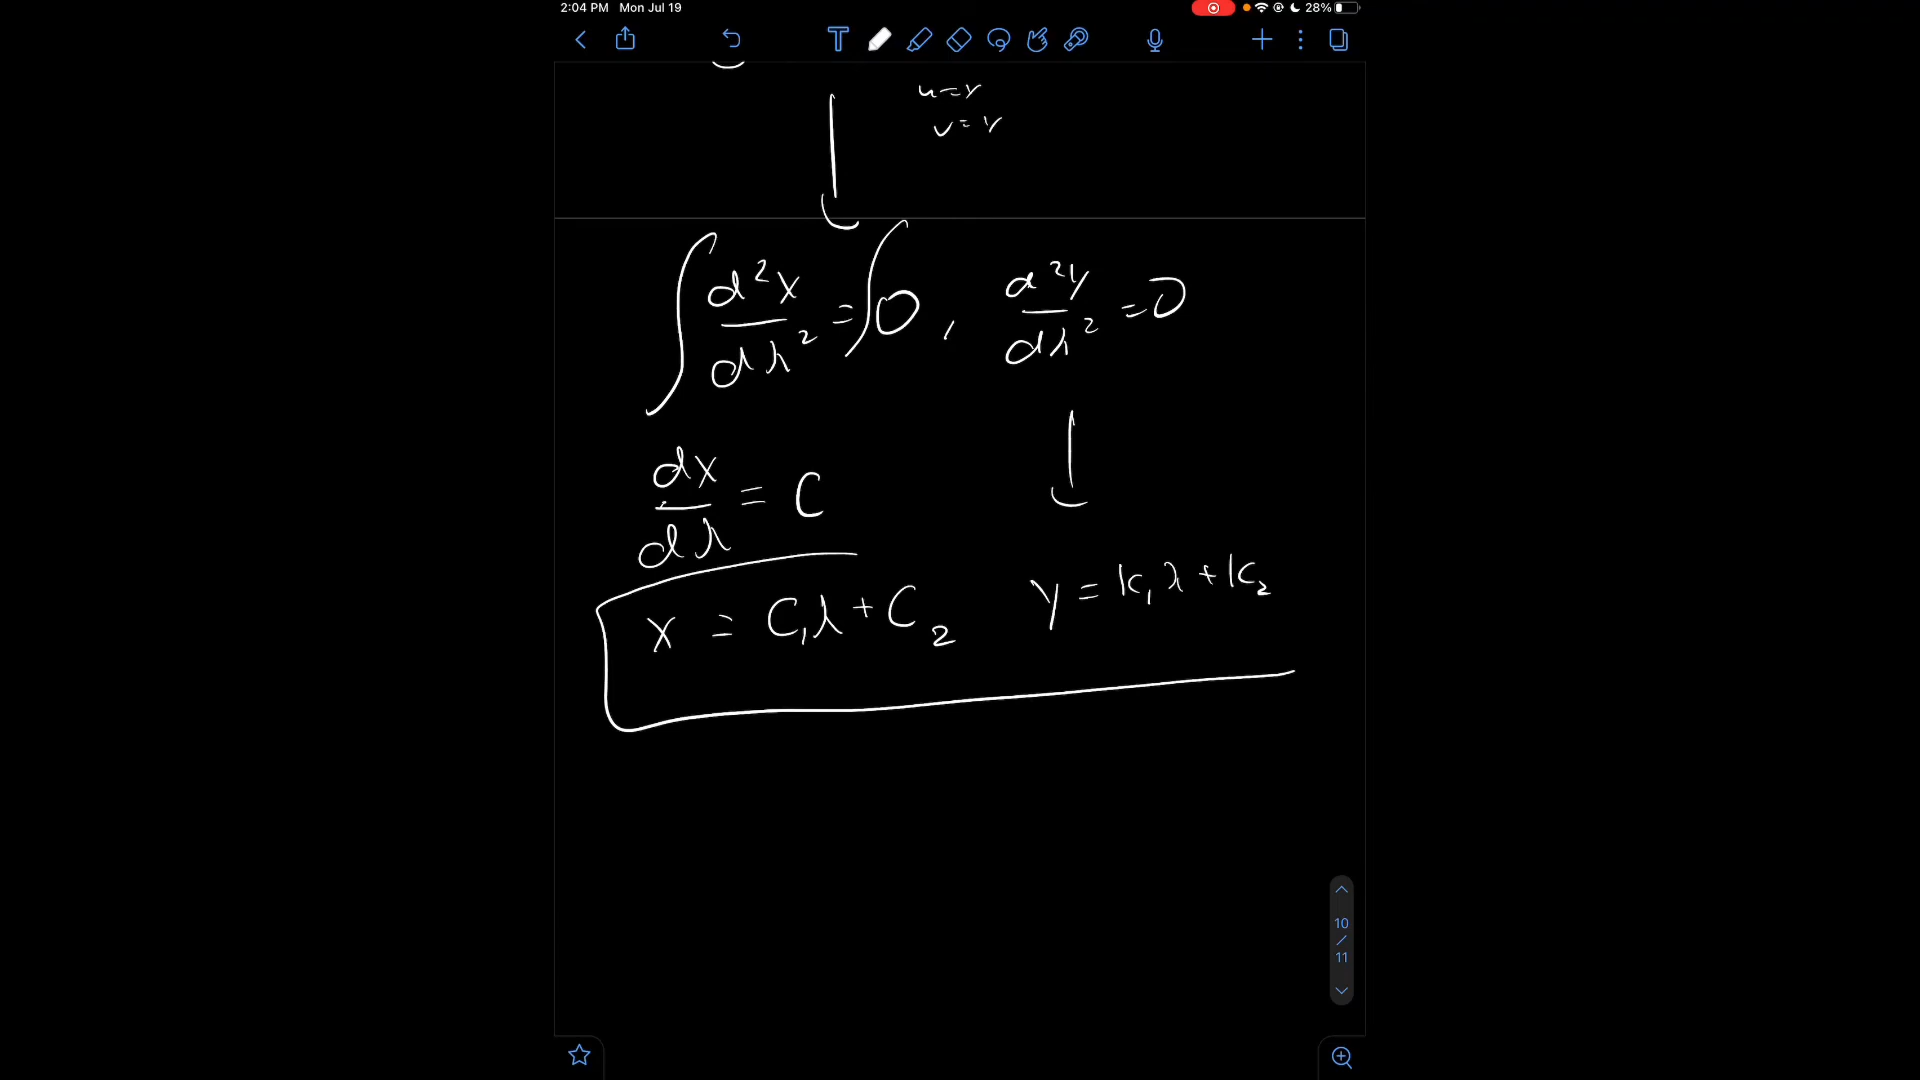 2:04 PM Mon Jul 19 28%
u=x
v=y
∫ d²x/dλ² = ∫0, d²y/dλ² = 0
dx/dλ = C
x = C₁λ + C₂ y = k₁λ + k₂
10
/
11